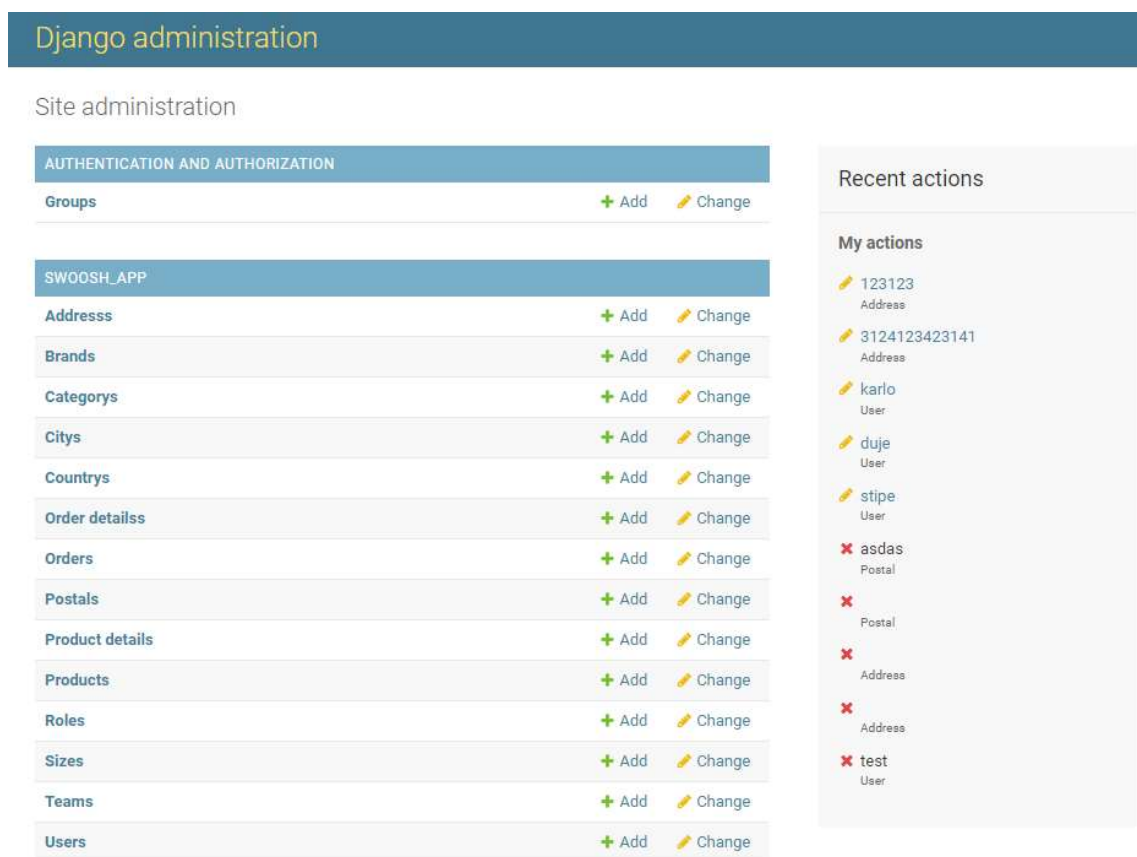 Django administration
Site administration
AUTHENTICATION AND AUTHORIZATION
Groups Add Change
SWOOSH_APP
Addresss Add Change
Brands Add Change
Categorys Add Change
Citys Add Change
Countrys Add Change
Order detailss Add Change
Orders Add Change
Postals Add Change
Product details Add Change
Products Add Change
Roles Add Change
Sizes Add Change
Teams Add Change
Users Add Change
Recent actions
My actions
123123
Address
3124123423141
Address
karlo
User
duje
User
stipe
User
asdas
Postal
Postal
Address
Address
test
User